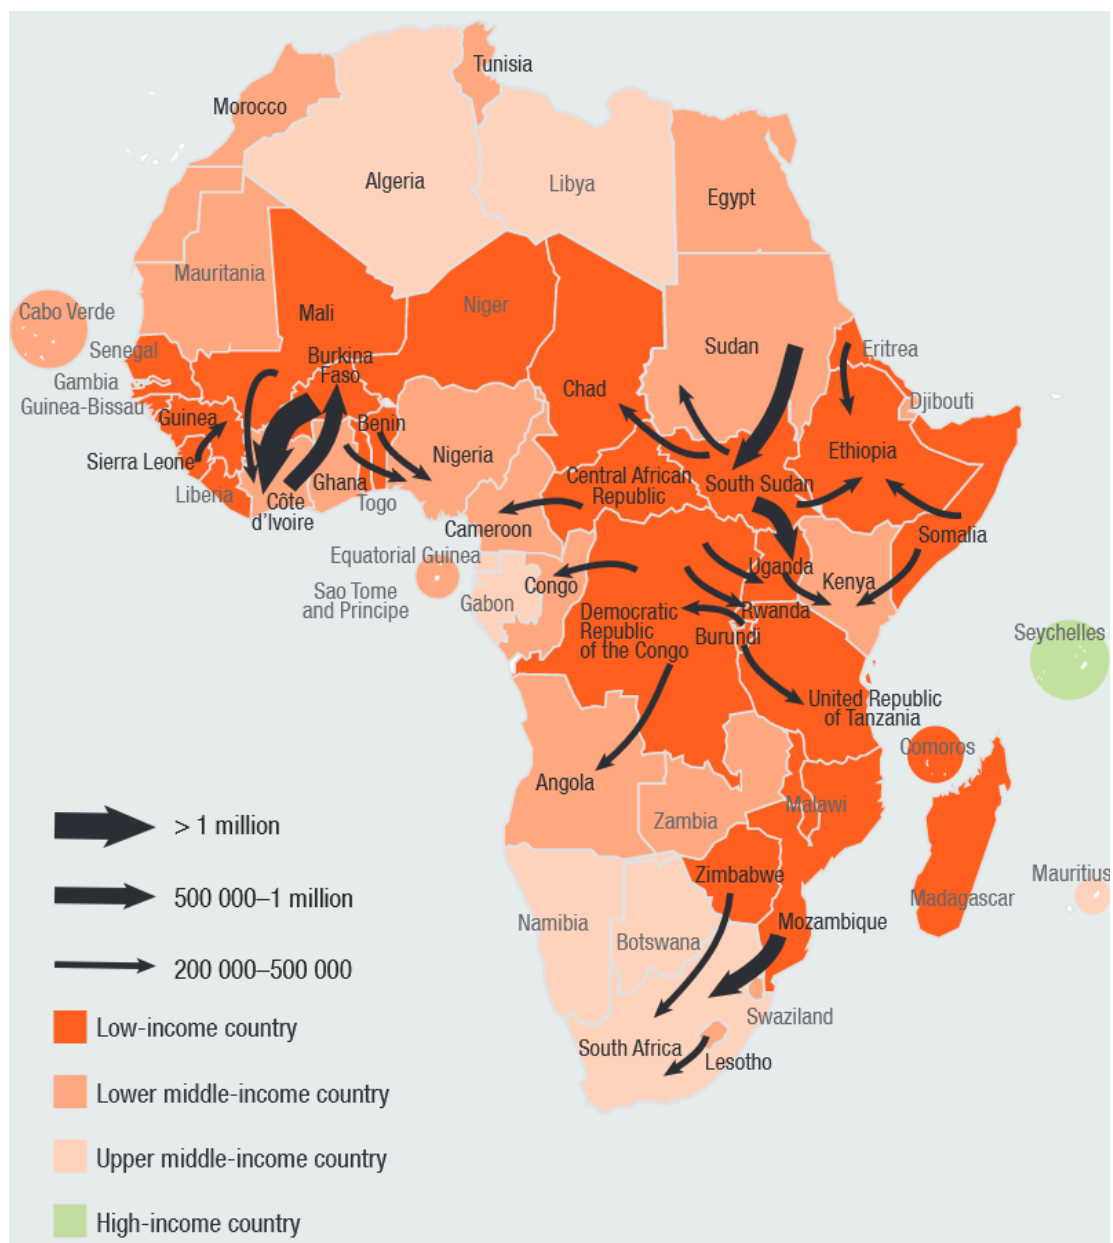 Tunisia
Morocco
Algeria
Libya
Egypt
Mauritania
Cabo Verde
Mali
Niger
Senegal
Burkina
Faso
Chad
Sudan
Eritrea
Gambia
Guinea-Bissau
Guinea
Benin
Djibouti
Sierra Leone
Nigeria
Ethiopia
Liberia
Côte
d'Ivoire
Ghana
Togo
Central African
Republic
South Sudan
Cameroon
Somalia
Equatorial Guinea
Sao Tome
and Principe
Gabon
Congo
Uganda
Kenya
Democratic
Republic
of the Congo
Rwanda
Burundi
Seychelles
United Republic
of Tanzania
Comoros
Angola
Zambia
Malawi
Zimbabwe
Madagascar
Mauritius
Namibia
Botswana
Mozambique
Swaziland
South Africa
Lesotho
> 1 million
500 000–1 million
200 000–500 000
Low-income country
Lower middle-income country
Upper middle-income country
High-income country